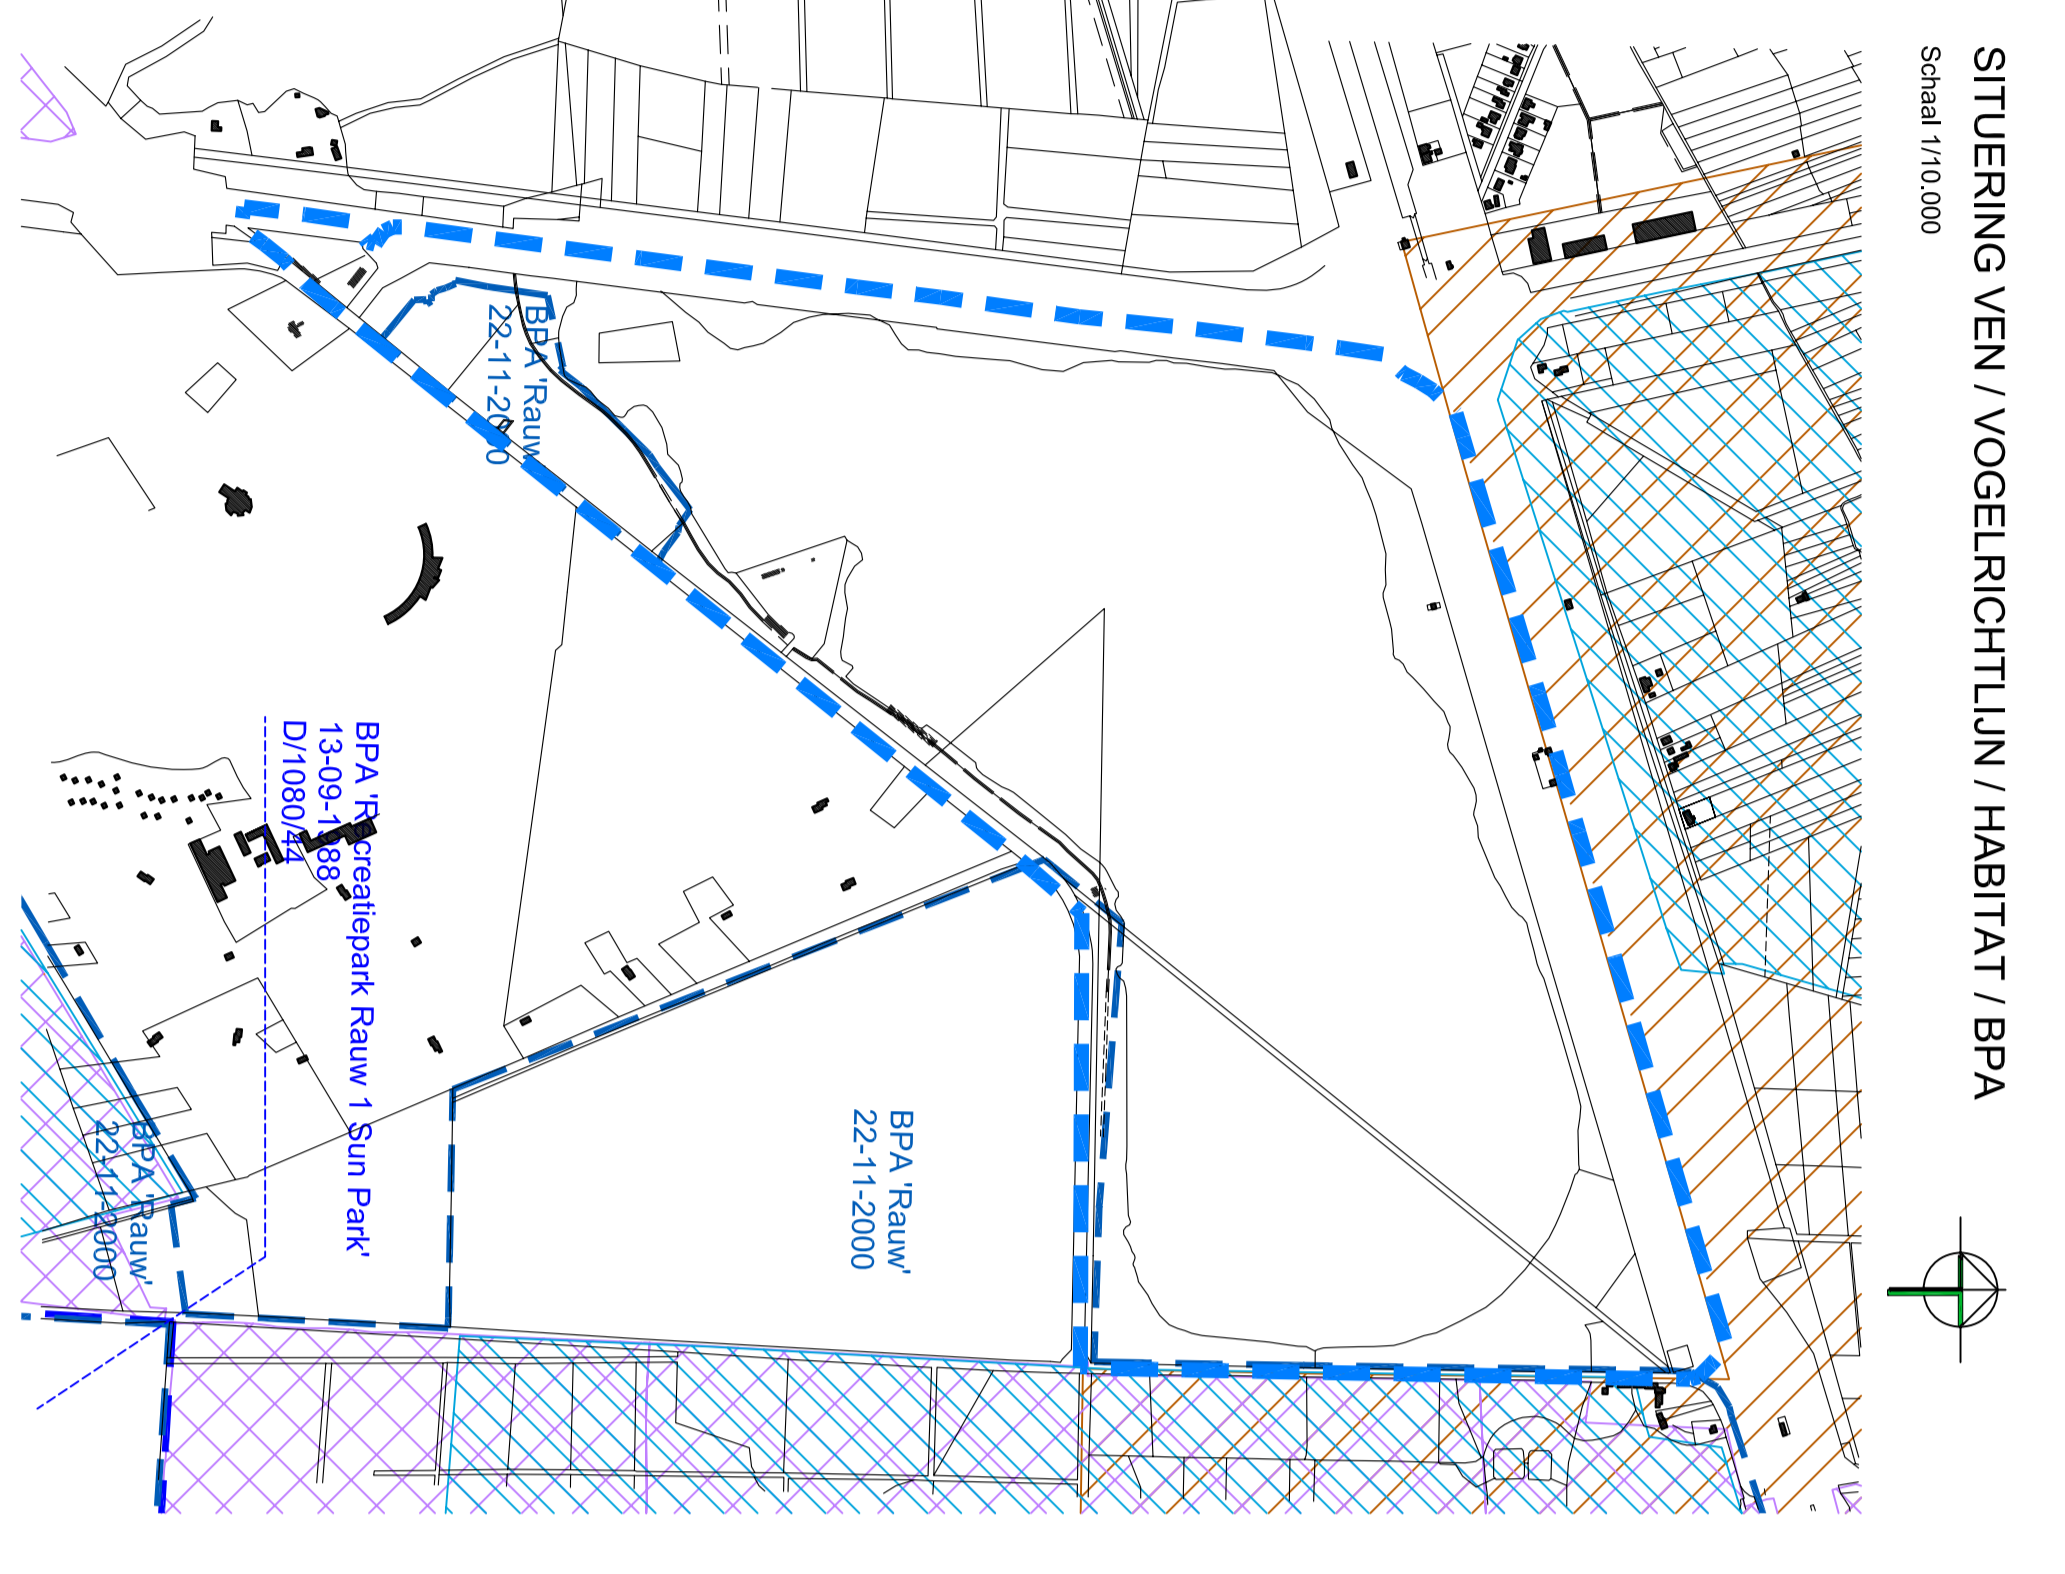 SITUERING VEN / VOGELRICHTLIJN / HABITAT / BPA
Schaal 1/10.000
BPA 'Rauw'
22-11-2000
BPA 'Rauw
22-11-2000
BPA 'Recreatiepark Rauw 1 Sun Park'
13-09-1988
D/1080/44
BPA 'Rauw'
22-11-2000